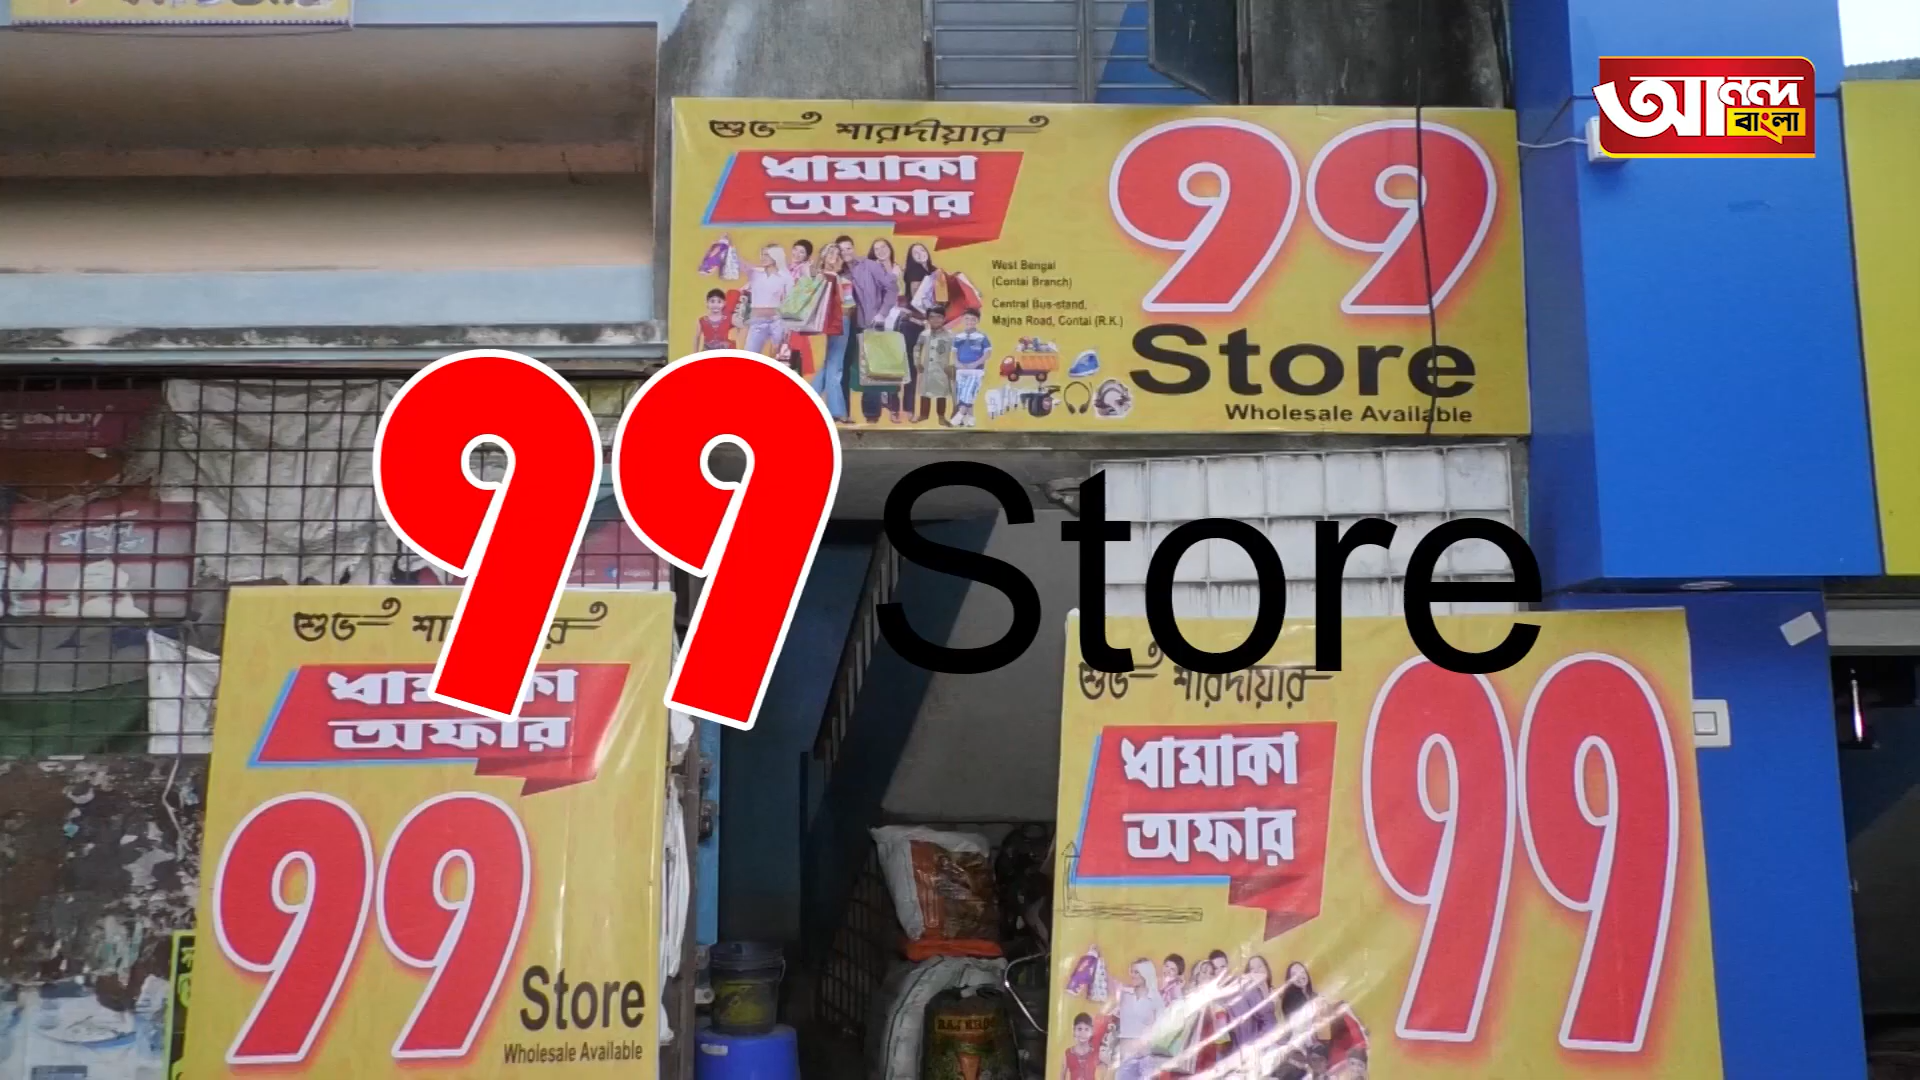 আনন্দ
বাংলা
শুভ শারদীয়ার
ধামাকা
অফার
99
West Bengal
(Contai Branch)
Central Bus-stand,
Majna Road, Contai (R.K.)
Store
Wholesale Available
99 Store
শুভ
ধামাকা
অফার
99
Store
Wholesale Available
শুভ শারদীয়ার
ধামাকা
অফার
99